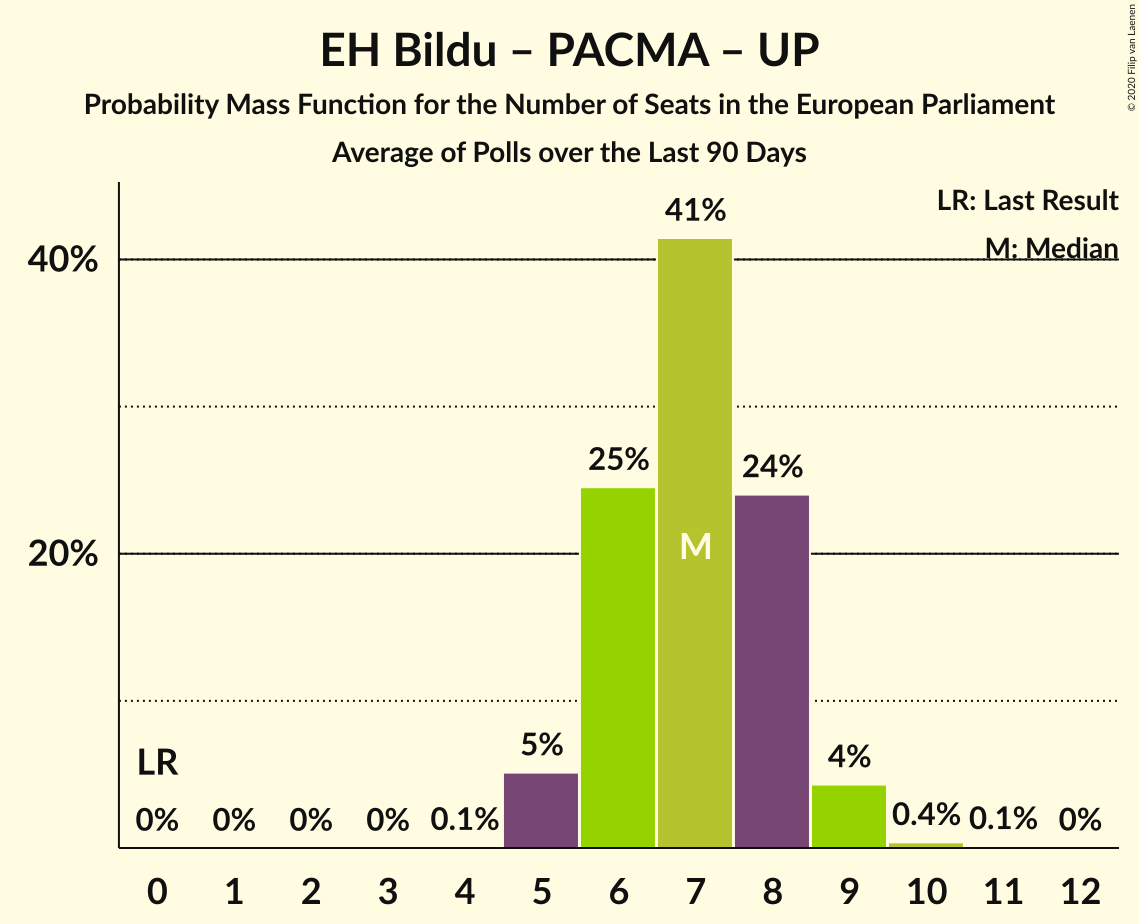 EH Bildu – PACMA – UP
Probability Mass Function for the Number of Seats in the European Parliament
Average of Polls over the Last 90 Days
© 2020 Filip van Laenen
LR: Last Result
M: Median
40%
20%
41%
25%
24%
M
5%
4%
LR
0%
0%
0%
0%
0.1%
0.4%
0.1%
0%
0 1 2 3 4 5 6 7 8 9 10 11 12